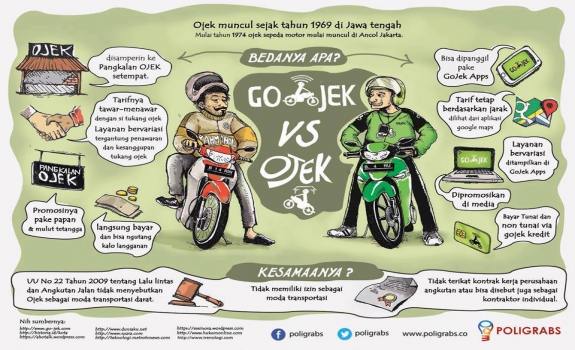 Ojek muncul sejak tahun 1969 di Jawa tengah
Mulai tahun 1974 ojek sepeda motor mulai muncul di Ancol Jakarta.
BEDANYA APA?
GO JEK
VS
OJEK
OJEK
disamperin ke
Pangkalan OJEK
setempat.
Tarifnya
tawar-menawar
dengan si tukang ojek
Layanan bervariasi
tergantung penawaran
dan kesanggupan
tukang ojek
PANGKALAN
OJEK
Promosinya
pake papan
& mulut tetangga
langsung bayar
dan bisa ngutang
kalo langganan
Bisa dipanggil
pake
GoJek Apps
Tarif tetap
berdasarkan jarak
dilihat dari aplikasi
google maps
GOJEK
Layanan
bervariasi
ditampilkan di
GoJek Apps
Dipromosikan
di media
Bayar Tunai dan
non tunai via
gojek kredit
KESAMAANYA ?
UU No 22 Tahun 2009 tentang Lalu lintas
dan Angkutan Jalan tidak menyebutkan
Ojek sebagai moda transportasi darat.
Tidak memiliki izin sebagai
moda transportasi
Tidak terikat kontrak kerja perusahaan
angkutan atau bisa disebut juga sebagai
kontraktor individual.
Nih sumbernya:
http://www.go-jek.com
poligrabs
poligrabs
www.poligrabs.co
POLIGRABS